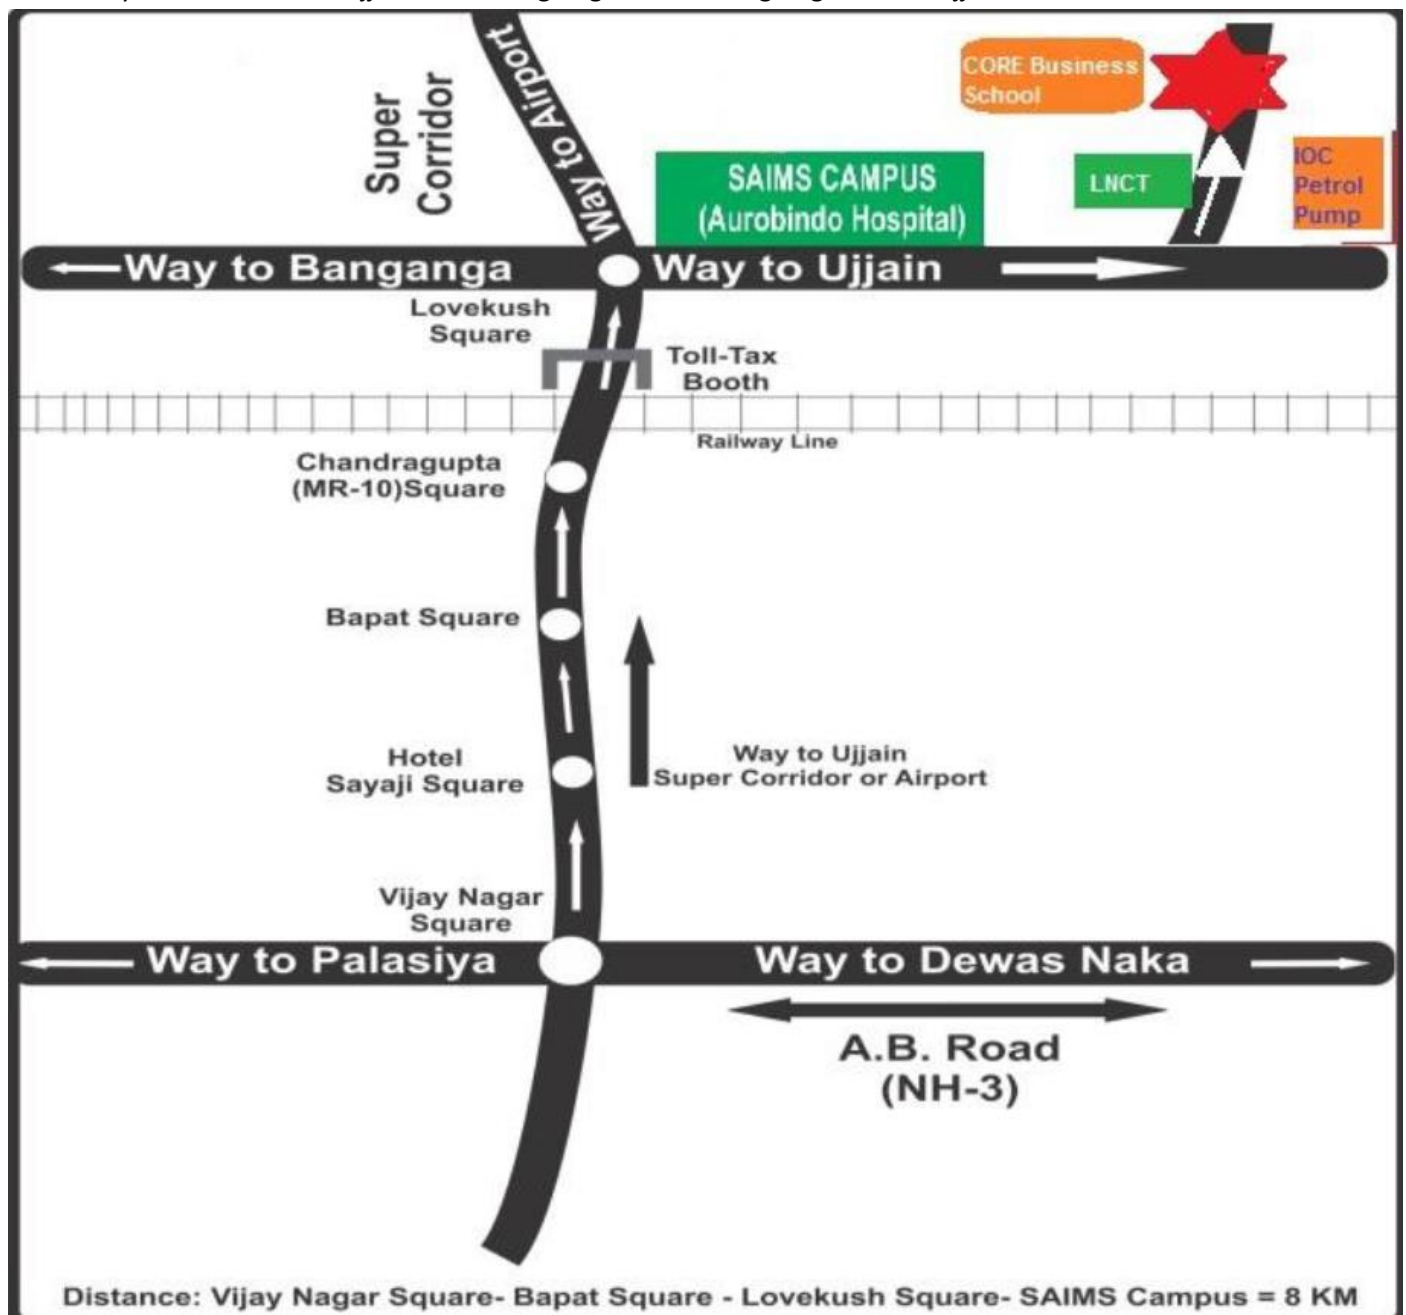 Way to Airport
Super
Corridor
CORE Business
School
SAIMS CAMPUS
(Aurobindo Hospital)
LNCT
IOC
Petrol
Pump
Way to Banganga
Way to Ujjain
Lovekush
Square
Toll-Tax
Booth
Railway Line
Chandragupta
(MR-10)Square
Bapat Square
Hotel
Sayaji Square
Way to Ujjain
Super Corridor or Airport
Vijay Nagar
Square
Way to Palasiya
Way to Dewas Naka
A.B. Road
(NH-3)
Distance: Vijay Nagar Square- Bapat Square - Lovekush Square- SAIMS Campus = 8 KM